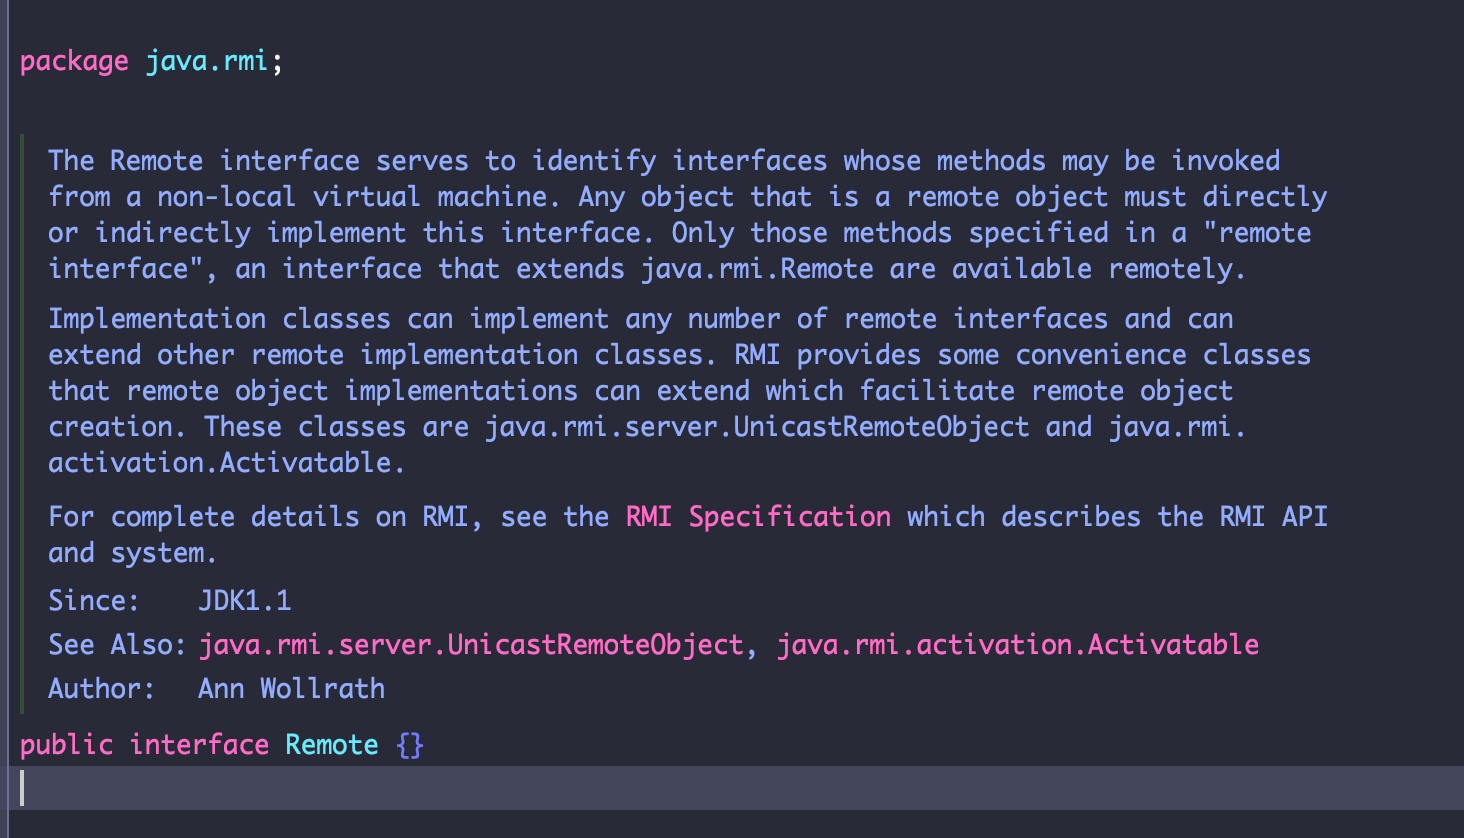 package java.rmi;
The Remote interface serves to identify interfaces whose methods may be invoked
from a non-local virtual machine. Any object that is a remote object must directly
or indirectly implement this interface. Only those methods specified in a "remote
interface", an interface that extends java.rmi.Remote are available remotely.
Implementation classes can implement any number of remote interfaces and can
extend other remote implementation classes. RMI provides some convenience classes
that remote object implementations can extend which facilitate remote object
creation. These classes are java.rmi.server.UnicastRemoteObject and java.rmi.
activation.Activatable.
For complete details on RMI, see the RMI Specification which describes the RMI API
and system.
Since: JDK1.1
See Also: java.rmi.server.UnicastRemoteObject, java.rmi.activation.Activatable
Author: Ann Wollrath
public interface Remote {}